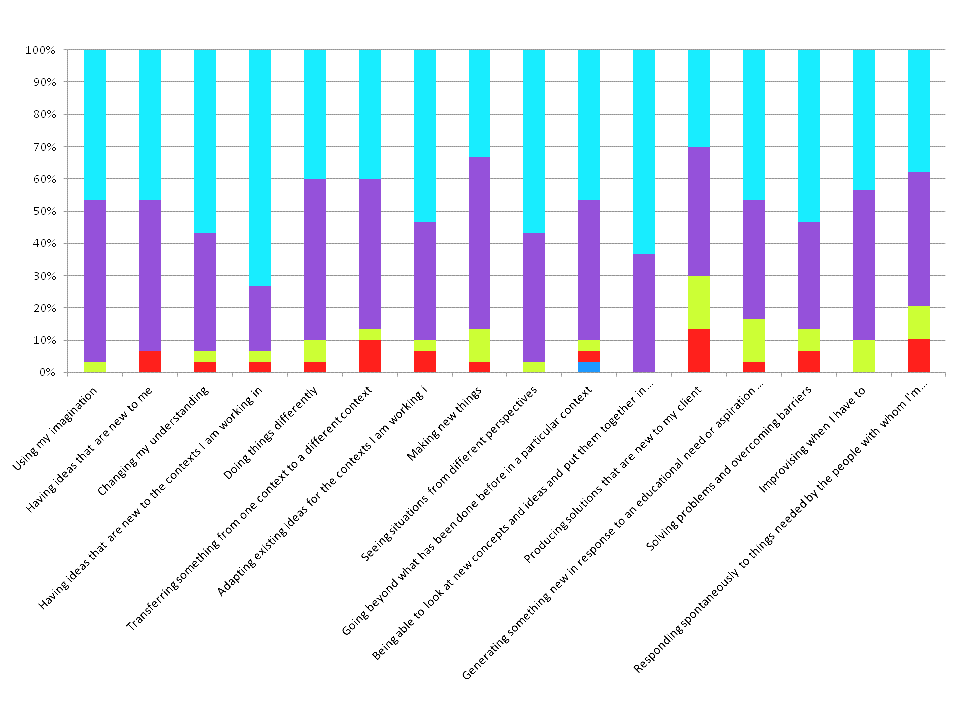 100%
90%
80%
70%
60%
50%
40%
30%
20%
10%
0%
Using my imagination
Having ideas that are new to me
Changing my understanding
Having ideas that are new to the contexts I am working in
Doing things differently
Transferring something from one context to a different context
Adapting existing ideas for the contexts I am working i
Making new things
Seeing situations from different perspectives
Going beyond what has been done before in a particular context
Being able to look at new concepts and ideas and put them together in...
Producing solutions that are new to my client
Generating something new in response to an educational need or aspiration...
Solving problems and overcoming barriers
Improvising when I have to
Responding spontaneously to things needed by the people with whom I'm...